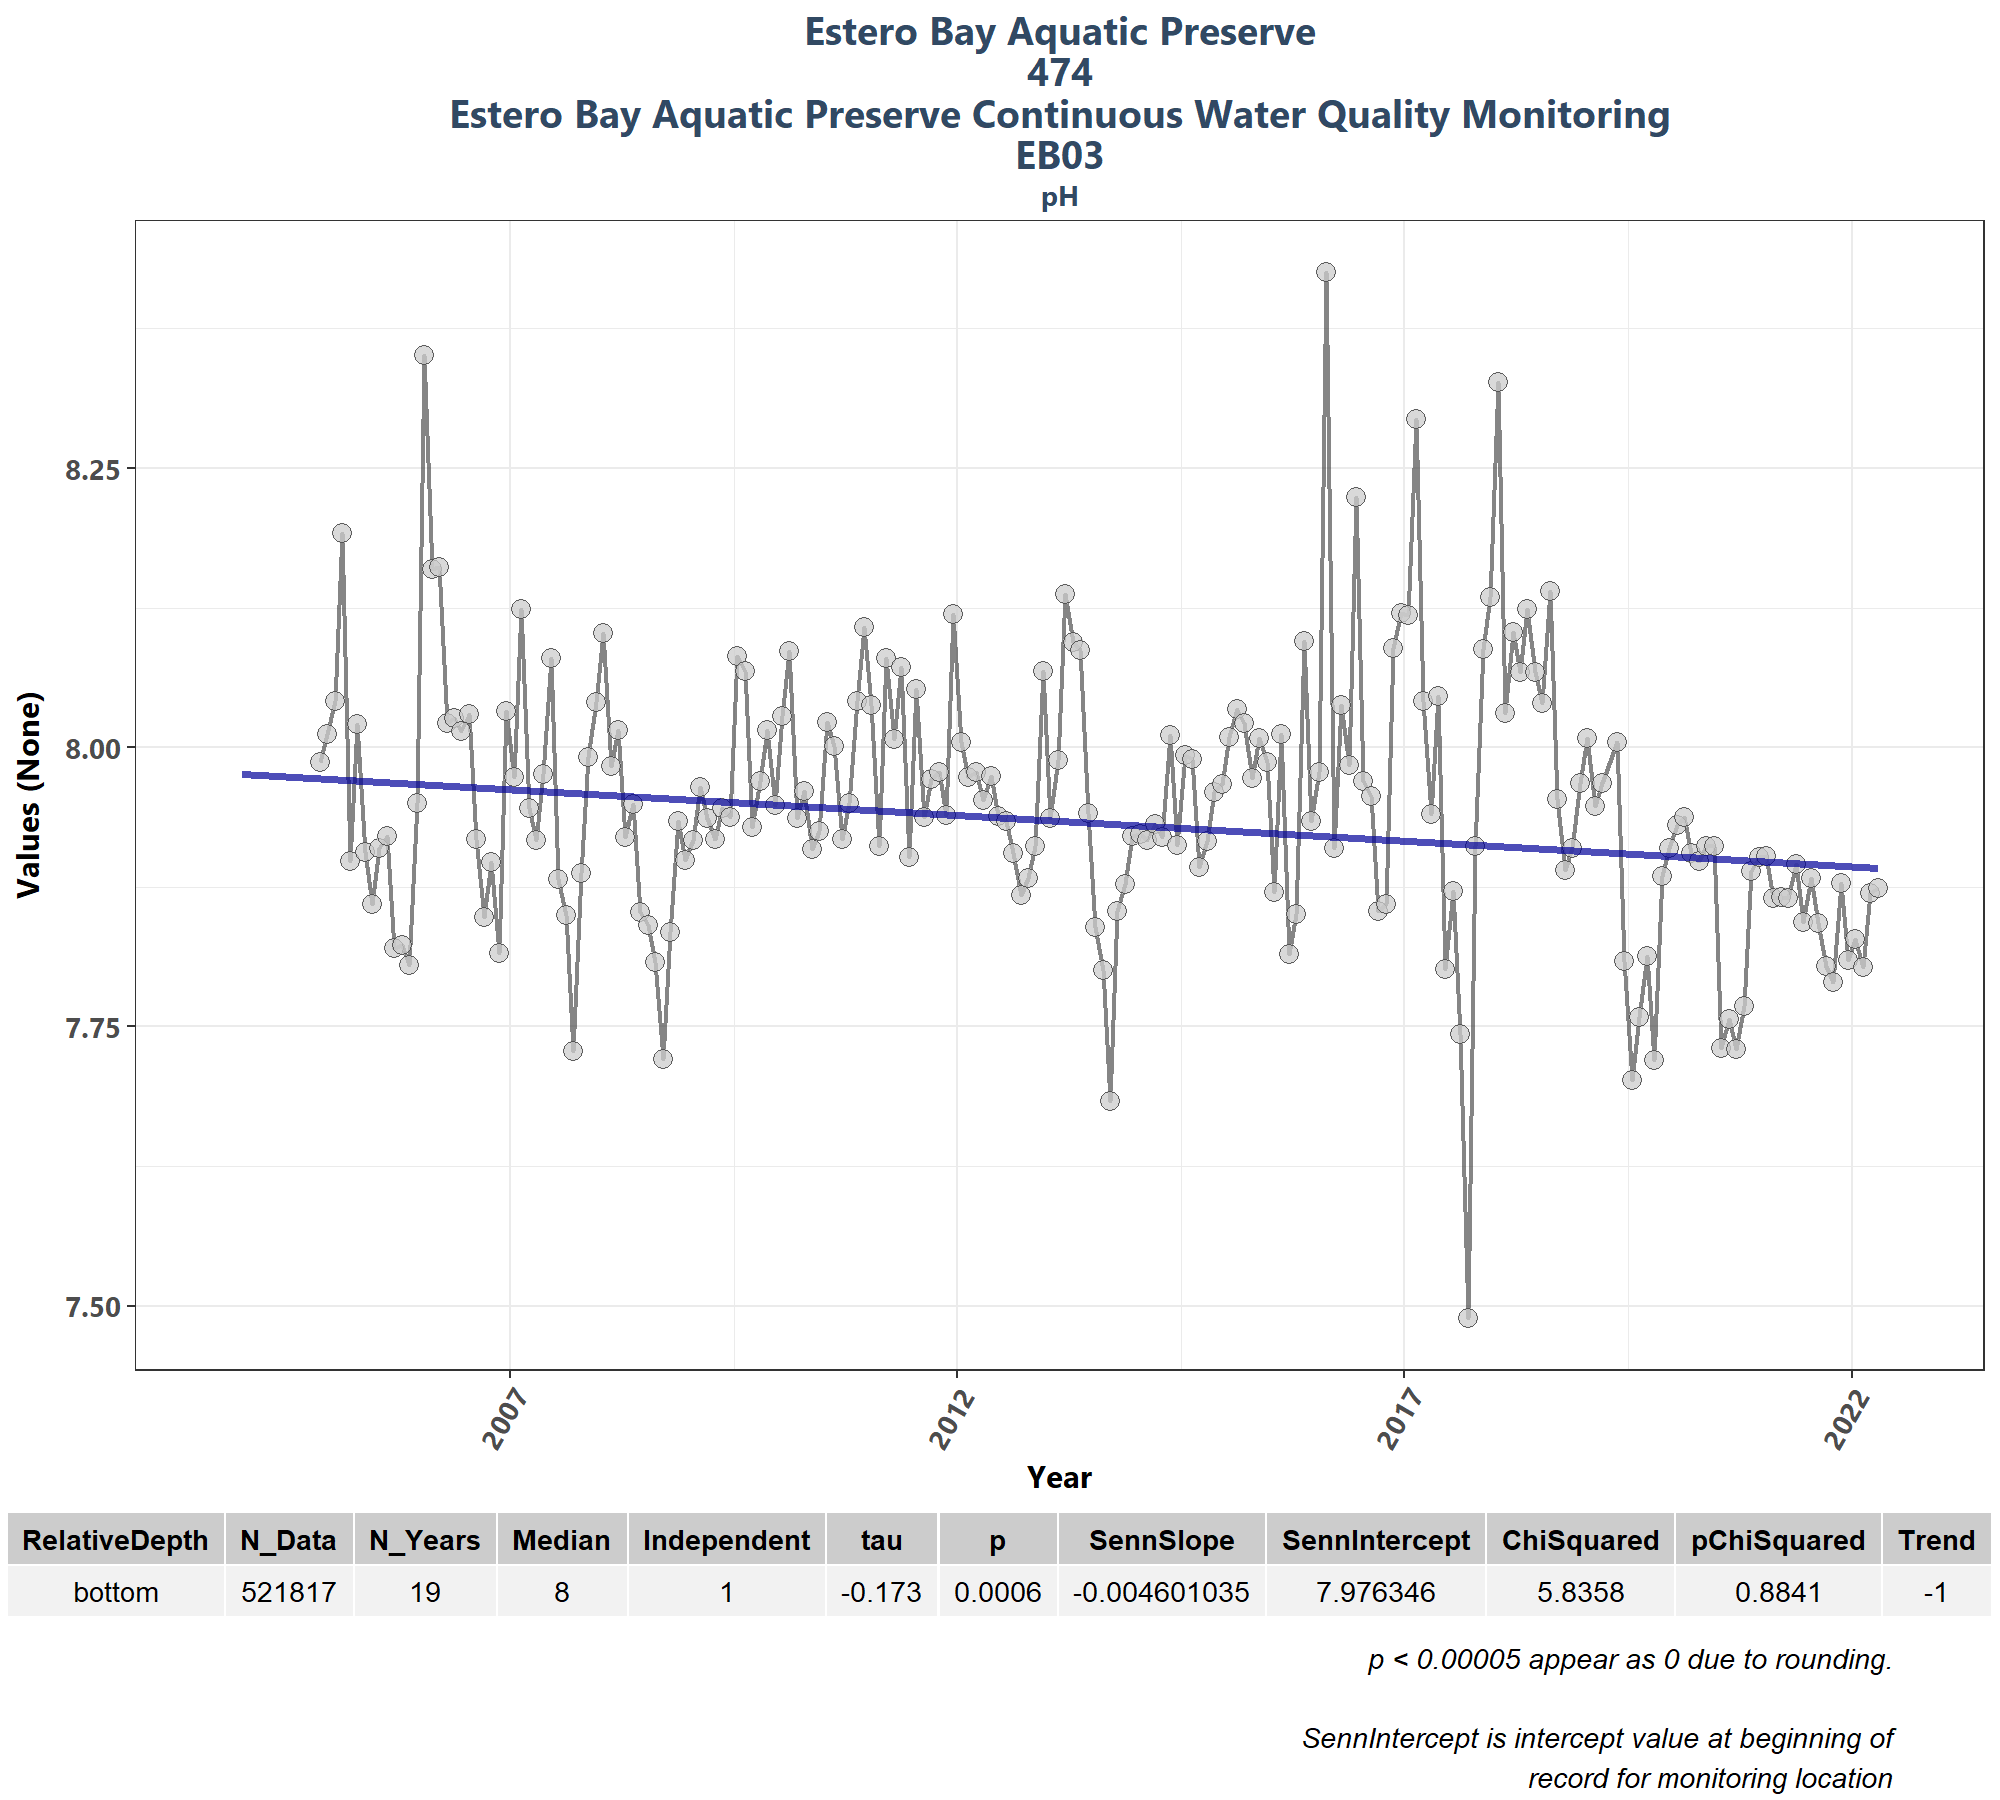 Estero Bay Aquatic Preserve
474
Estero Bay Aquatic Preserve Continuous Water Quality Monitoring
EB03
pH
Values (None)
8.25
8.00
7.75
7.50
2007 2012 2017 2022
Year
RelativeDepth N_Data N_Years Median Independent tau p SennSlope SennIntercept ChiSquared pChiSquared Trend
bottom 521817 19 8 1 -0.173 0.0006 -0.004601035 7.976346 5.8358 0.8841 -1
p < 0.00005 appear as 0 due to rounding.
SennIntercept is intercept value at beginning of
record for monitoring location